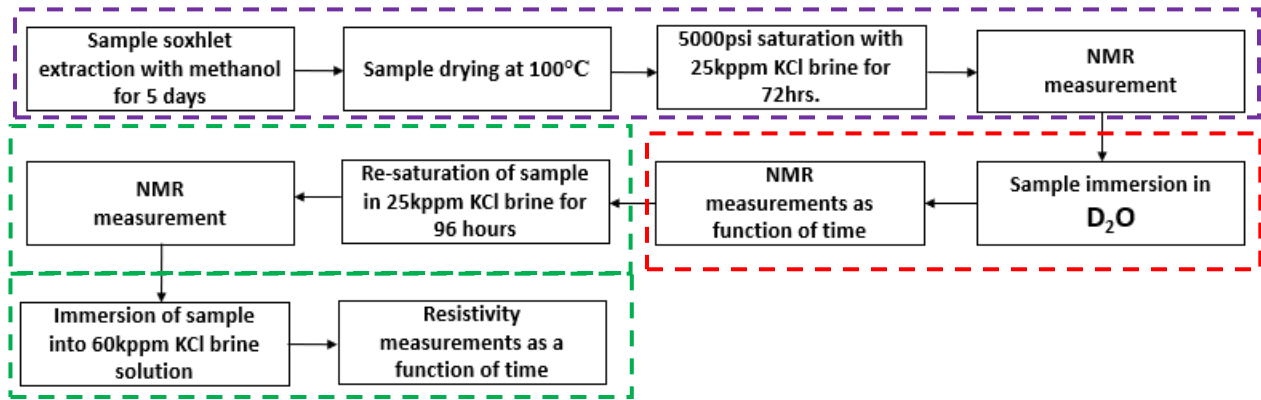 Sample soxhlet
extraction with methanol
for 5 days
Sample drying at 100°C
5000psi saturation with
25kppm KCl brine for
72hrs.
NMR
measurement
Sample immersion in
D₂O
NMR
measurements as
function of time
Re-saturation of sample
in 25kppm KCl brine for
96 hours
NMR
measurement
Immersion of sample
into 60kppm KCl brine
solution
Resistivity
measurements as a
function of time